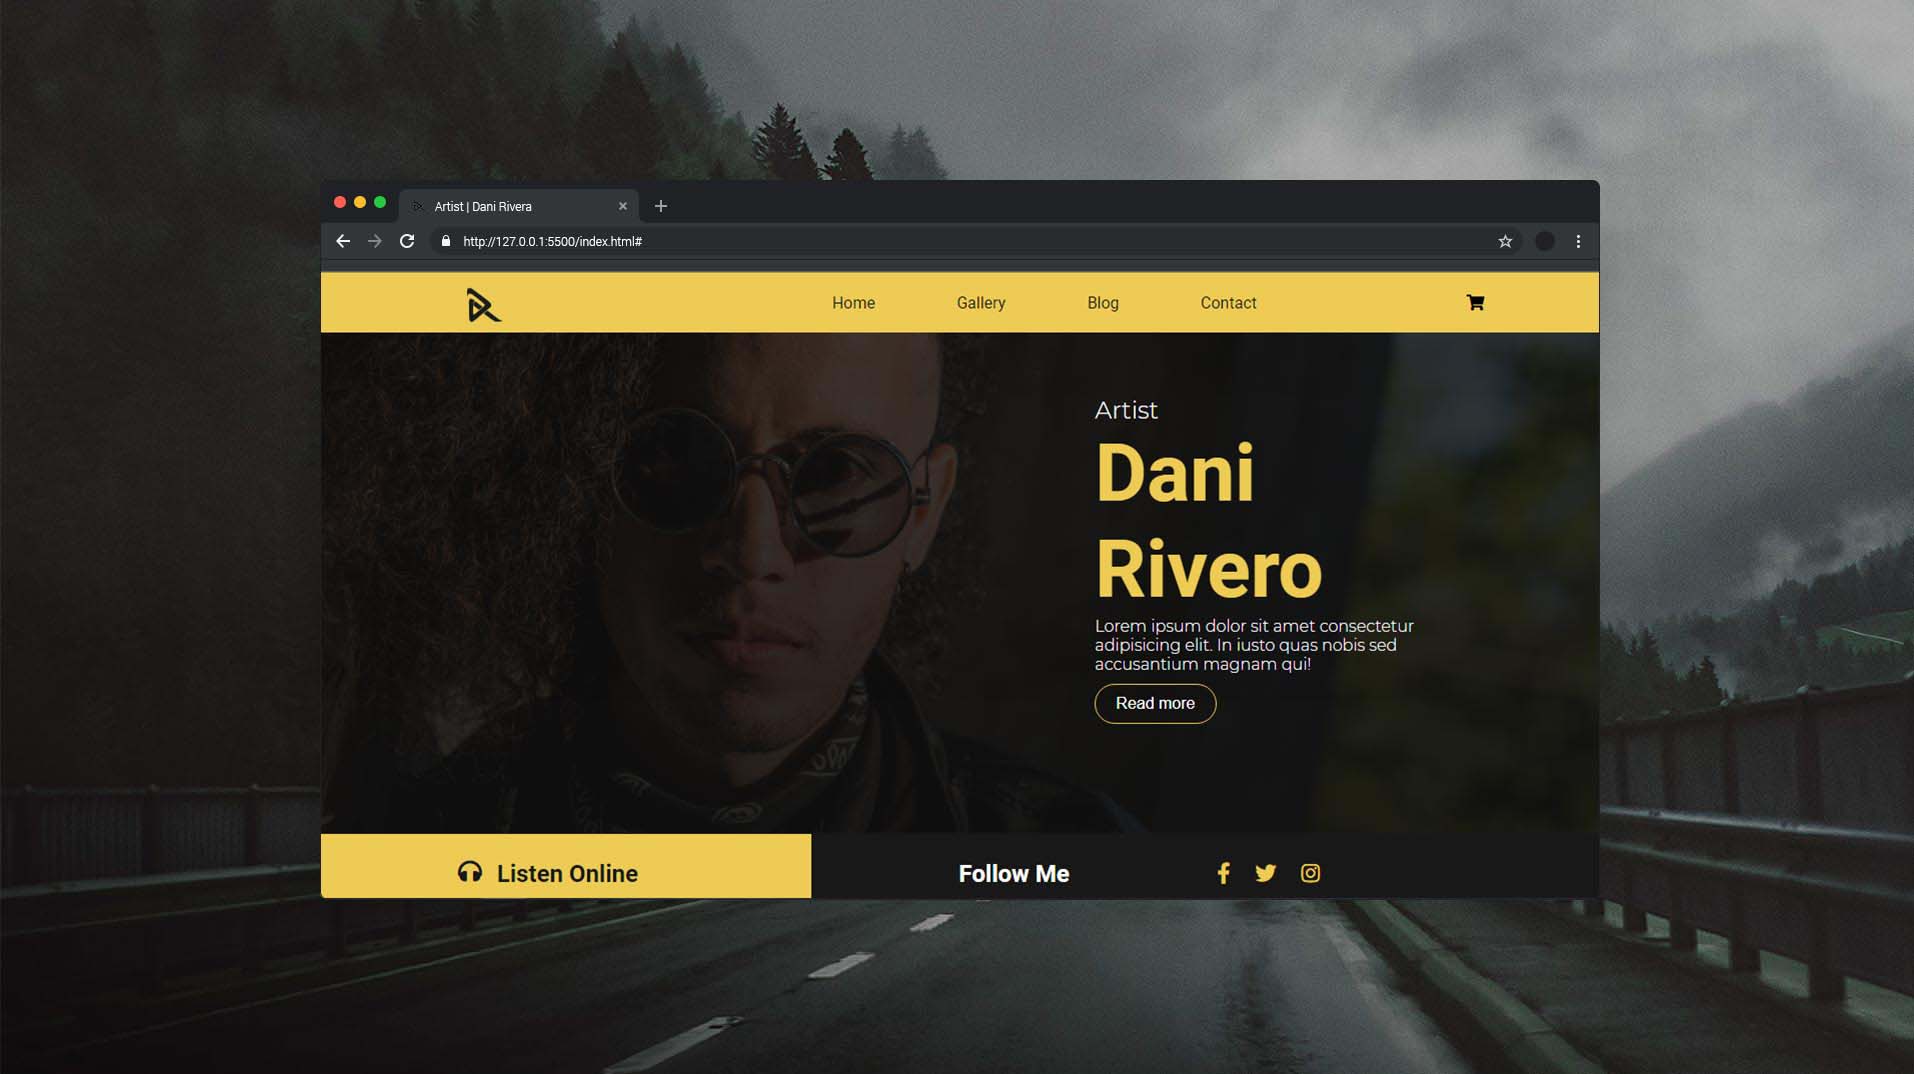 Artist | Dani Rivera
http://127.0.0.1:5500/index.html#
Home Gallery Blog Contact
Artist
Dani
Rivero
Lorem ipsum dolor sit amet consectetur
adipisicing elit. In iusto quas nobis sed
accusantium magnam qui!
Read more
Listen Online
Follow Me